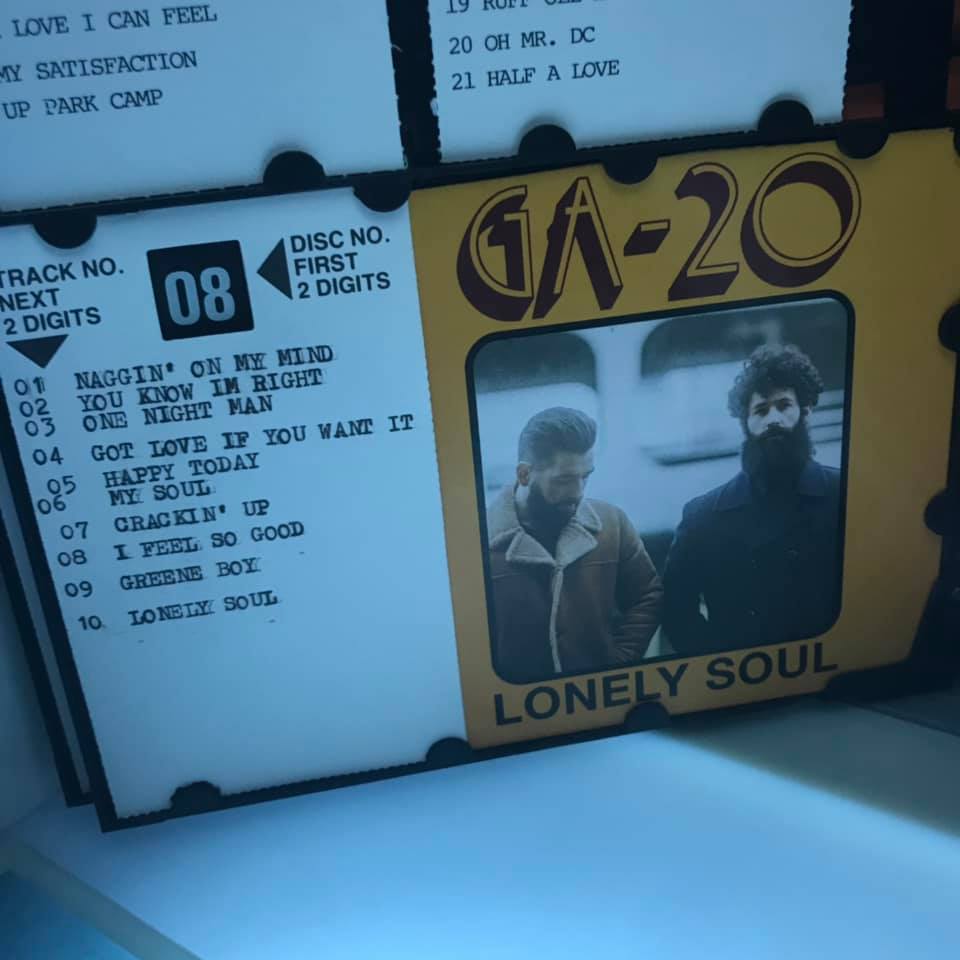 LOVE I CAN FEEL
MY SATISFACTION
UP PARK CAMP
19 RUFF
20 OH MR. DC
21 HALF A LOVE
TRACK NO.
NEXT
2 DIGITS
08
DISC NO.
FIRST
2 DIGITS
01 NAGGIN' ON MY MIND
02 YOU KNOW IM RIGHT
03 ONE NIGHT MAN
04 GOT LOVE IF YOU WANT IT
05 HAPPY TODAY
06 MY SOUL
07 CRACKIN' UP
08 I FEEL SO GOOD
09 GREENE BOY
10 LONELY SOUL
GA-20
LONELY SOUL